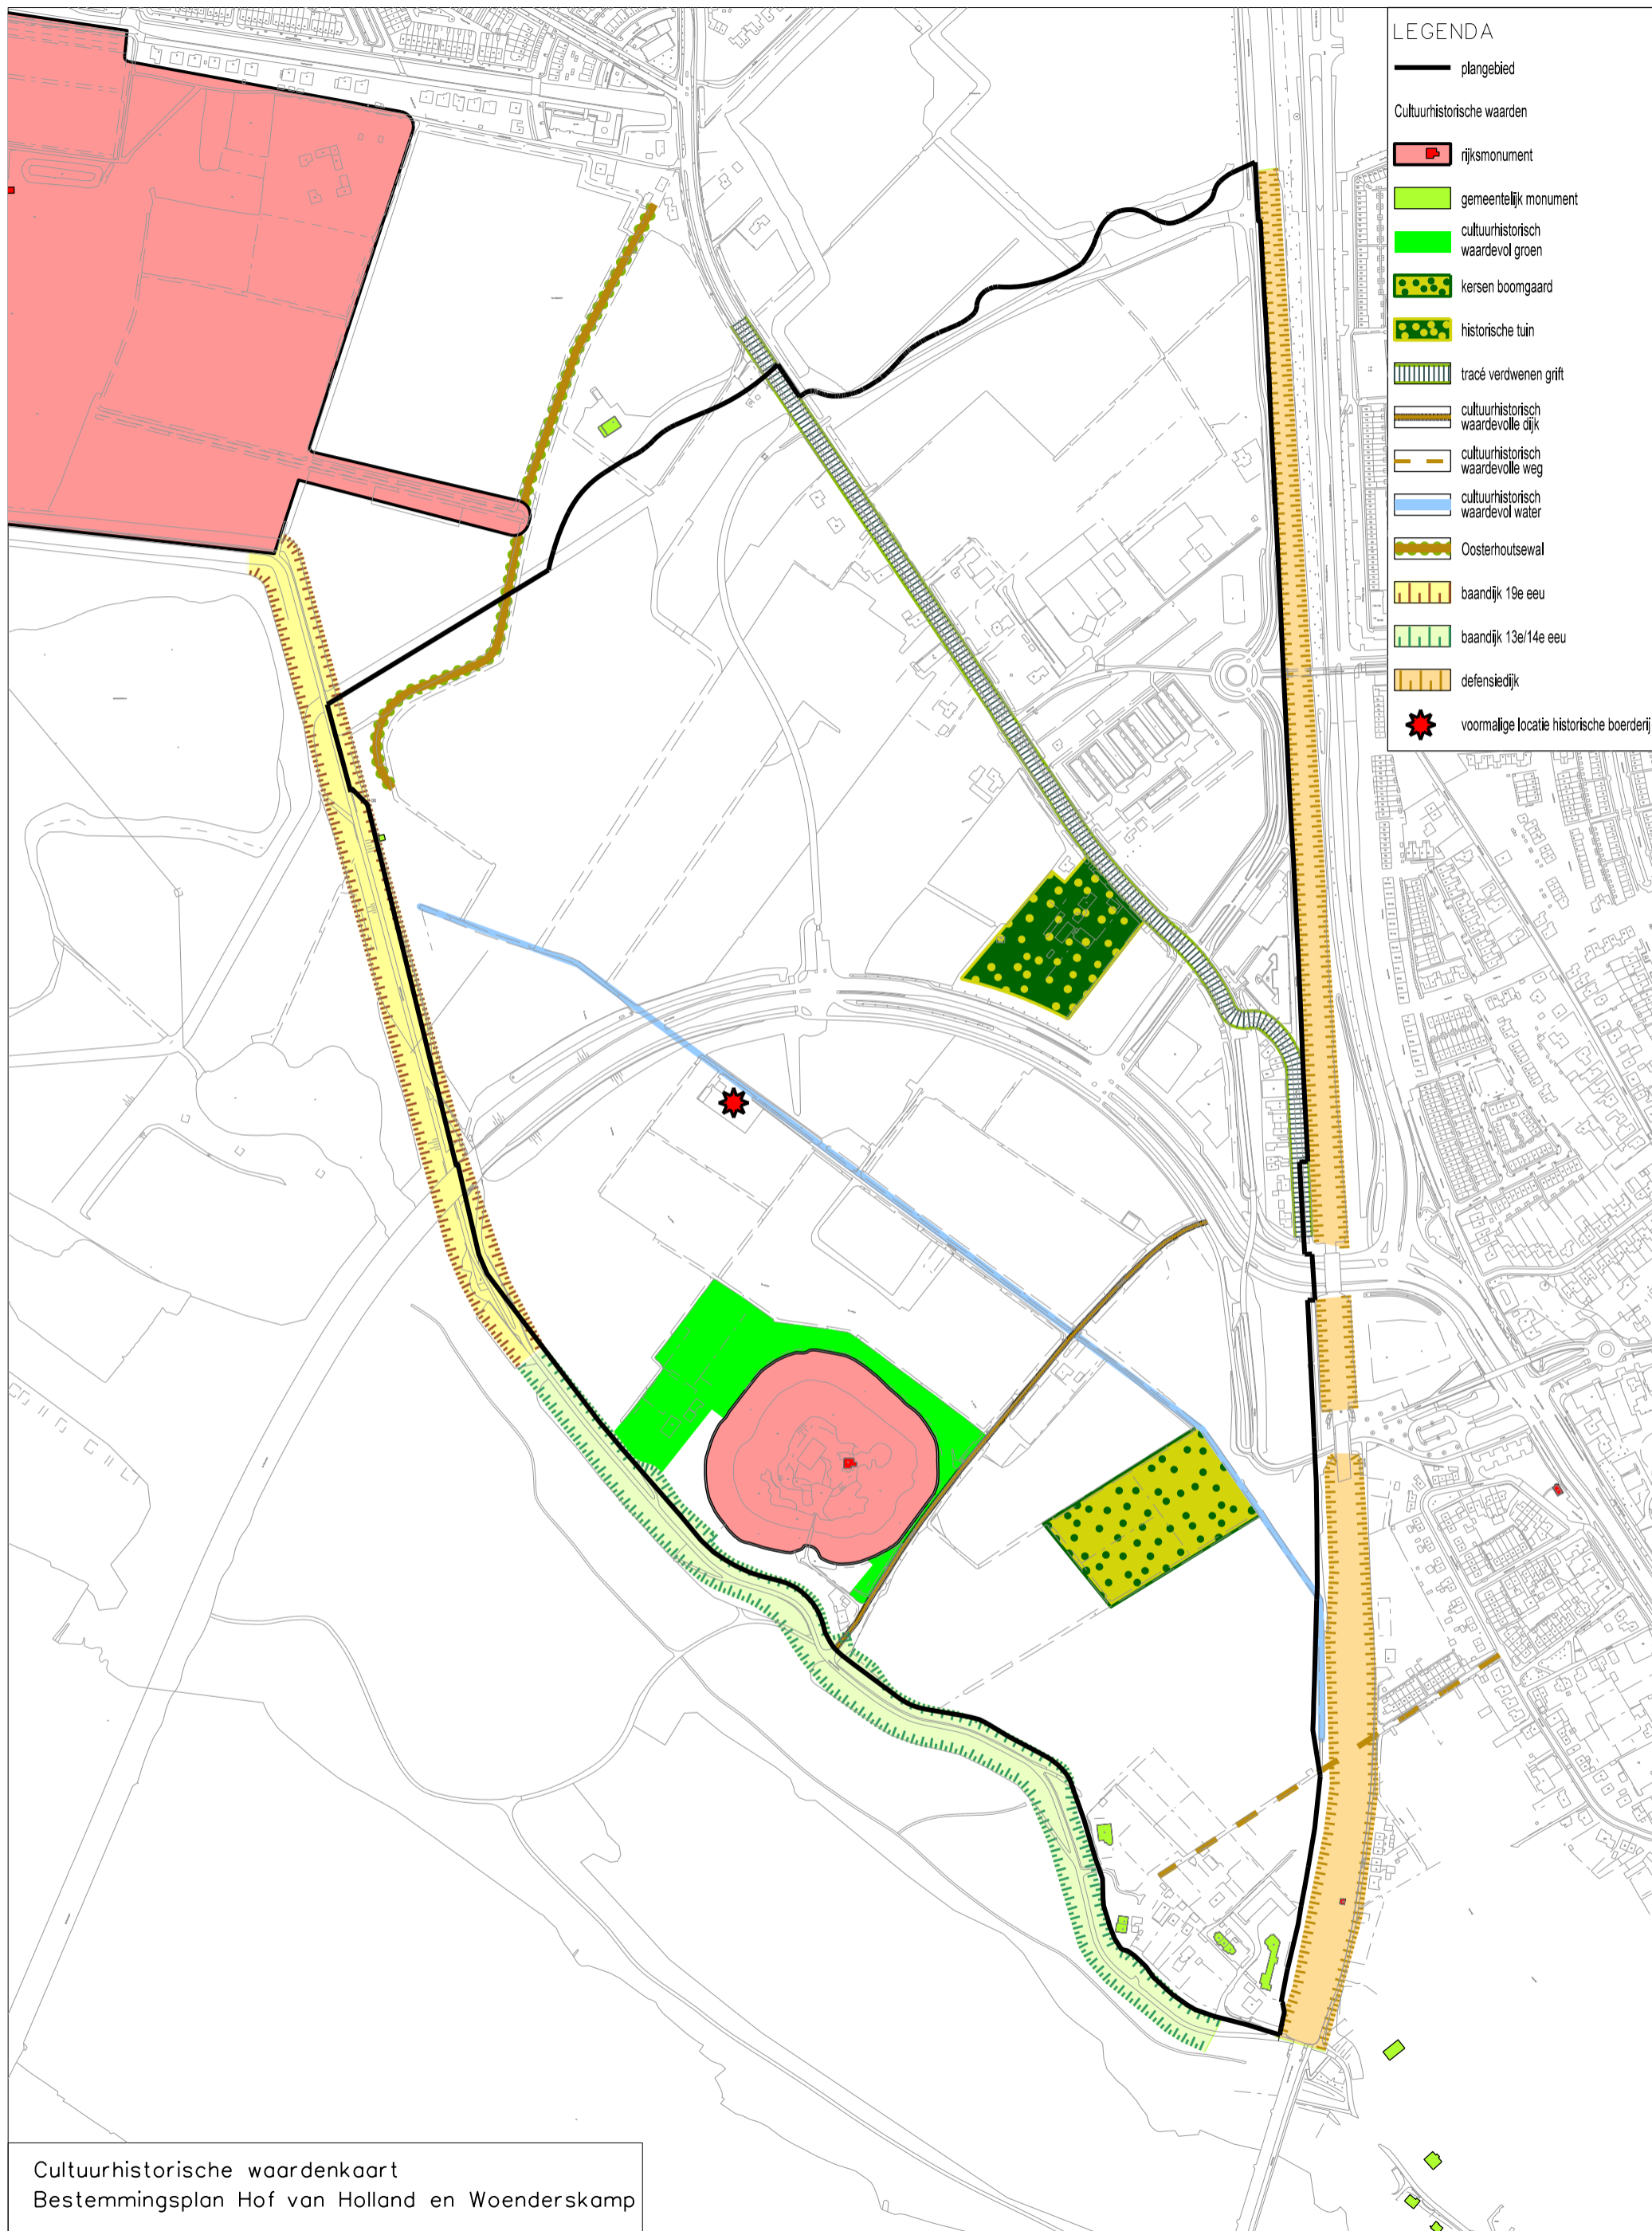 LEGENDA
plangebied
Cultuurhistorische waarden
rijksmonument
gemeentelijk monument
cultuurhistorisch
waardevol groen
kersen boomgaard
historische tuin
tracé verdwenen grift
cultuurhistorisch
waardevolle dijk
cultuurhistorisch
waardevolle weg
cultuurhistorisch
waardevol water
Oosterhoutsewal
baandijk 19e eeu
baandijk 13e/14e eeu
defensiedijk
voormalige locatie historische boerderij
Cultuurhistorische waardenkaart
Bestemmingsplan Hof van Holland en Woenderskamp